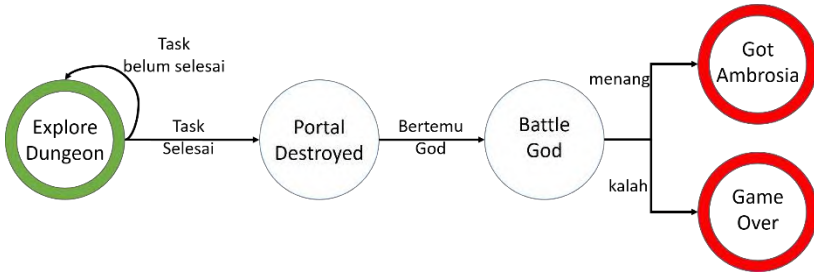 Task
belum selesai
Explore
Dungeon
Task
Selesai
Portal
Destroyed
Bertemu
God
Battle
God
menang
kalah
Got
Ambrosia
Game
Over